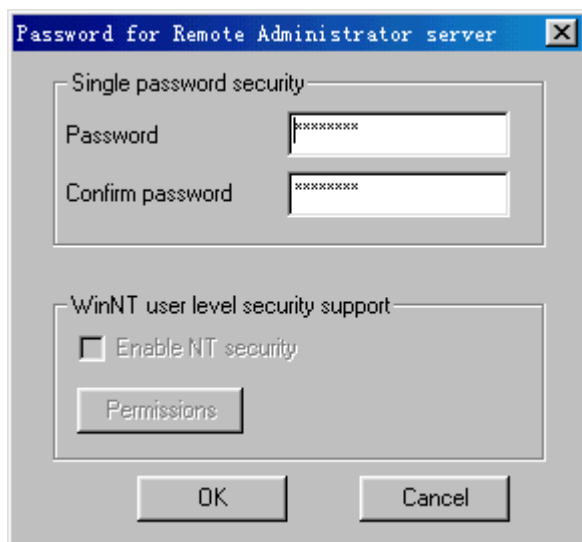 Password for Remote Administrator server
Single password security
Password
********
Confirm password
********
WinNT user level security support
Enable NT security
Permissions
OK
Cancel